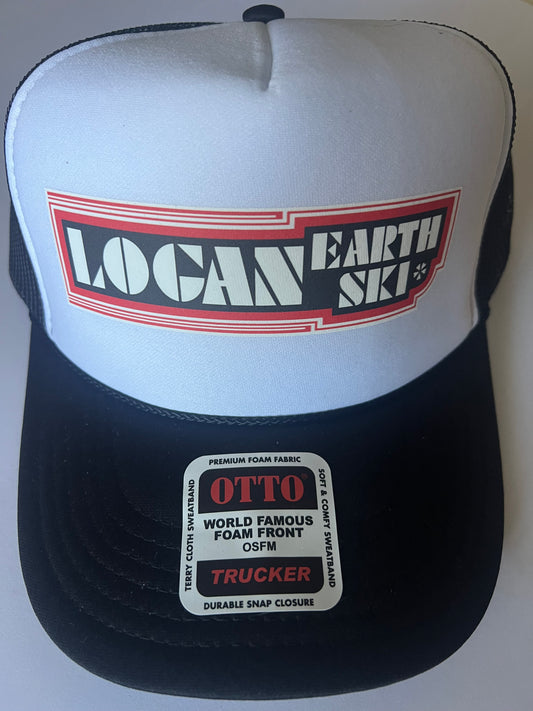 LOGAN EARTH
SKI
PREMIUM FOAM FABRIC
TERRY CLOTH SWEATBAND
SOFT & COMFY SWEATBAND
OTTO®
WORLD FAMOUS
FOAM FRONT
OSFM
TRUCKER
DURABLE SNAP CLOSURE